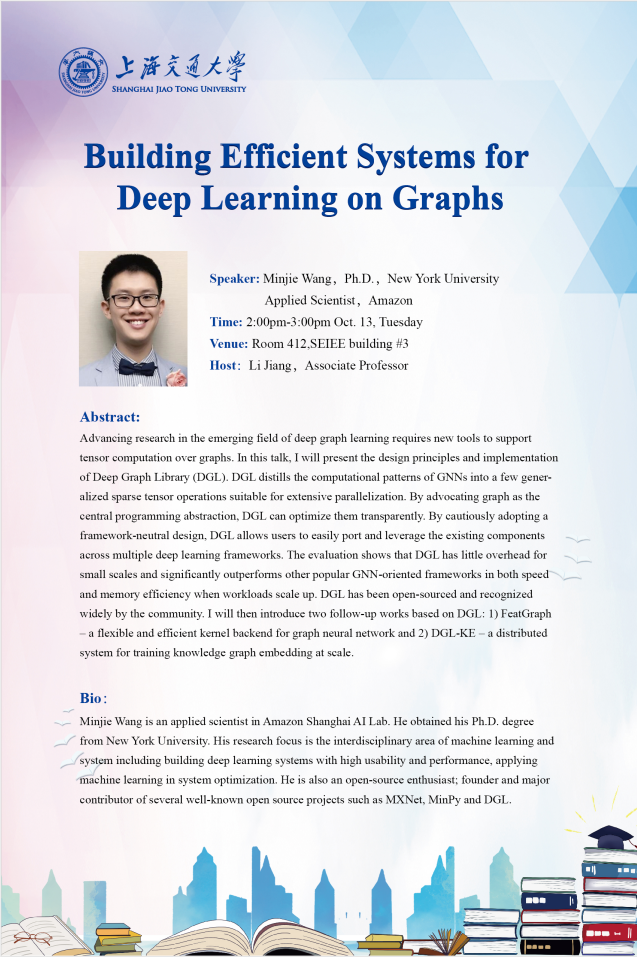 上海交通大學
SHANGHAI JIAO TONG UNIVERSITY
Building Efficient Systems for
Deep Learning on Graphs
Speaker: Minjie Wang，Ph.D.，New York University
Applied Scientist，Amazon
Time: 2:00pm-3:00pm Oct. 13, Tuesday
Venue: Room 412,SEIEE building #3
Host：Li Jiang，Associate Professor
Abstract:
Advancing research in the emerging field of deep graph learning requires new tools to support
tensor computation over graphs. In this talk, I will present the design principles and implementation
of Deep Graph Library (DGL). DGL distills the computational patterns of GNNs into a few gener-
alized sparse tensor operations suitable for extensive parallelization. By advocating graph as the
central programming abstraction, DGL can optimize them transparently. By cautiously adopting a
framework-neutral design, DGL allows users to easily port and leverage the existing components
across multiple deep learning frameworks. The evaluation shows that DGL has little overhead for
small scales and significantly outperforms other popular GNN-oriented frameworks in both speed
and memory efficiency when workloads scale up. DGL has been open-sourced and recognized
widely by the community. I will then introduce two follow-up works based on DGL: 1) FeatGraph
– a flexible and efficient kernel backend for graph neural network and 2) DGL-KE – a distributed
system for training knowledge graph embedding at scale.
Bio：
Minjie Wang is an applied scientist in Amazon Shanghai AI Lab. He obtained his Ph.D. degree
from New York University. His research focus is the interdisciplinary area of machine learning and
system including building deep learning systems with high usability and performance, applying
machine learning in system optimization. He is also an open-source enthusiast; founder and major
contributor of several well-known open source projects such as MXNet, MinPy and DGL.